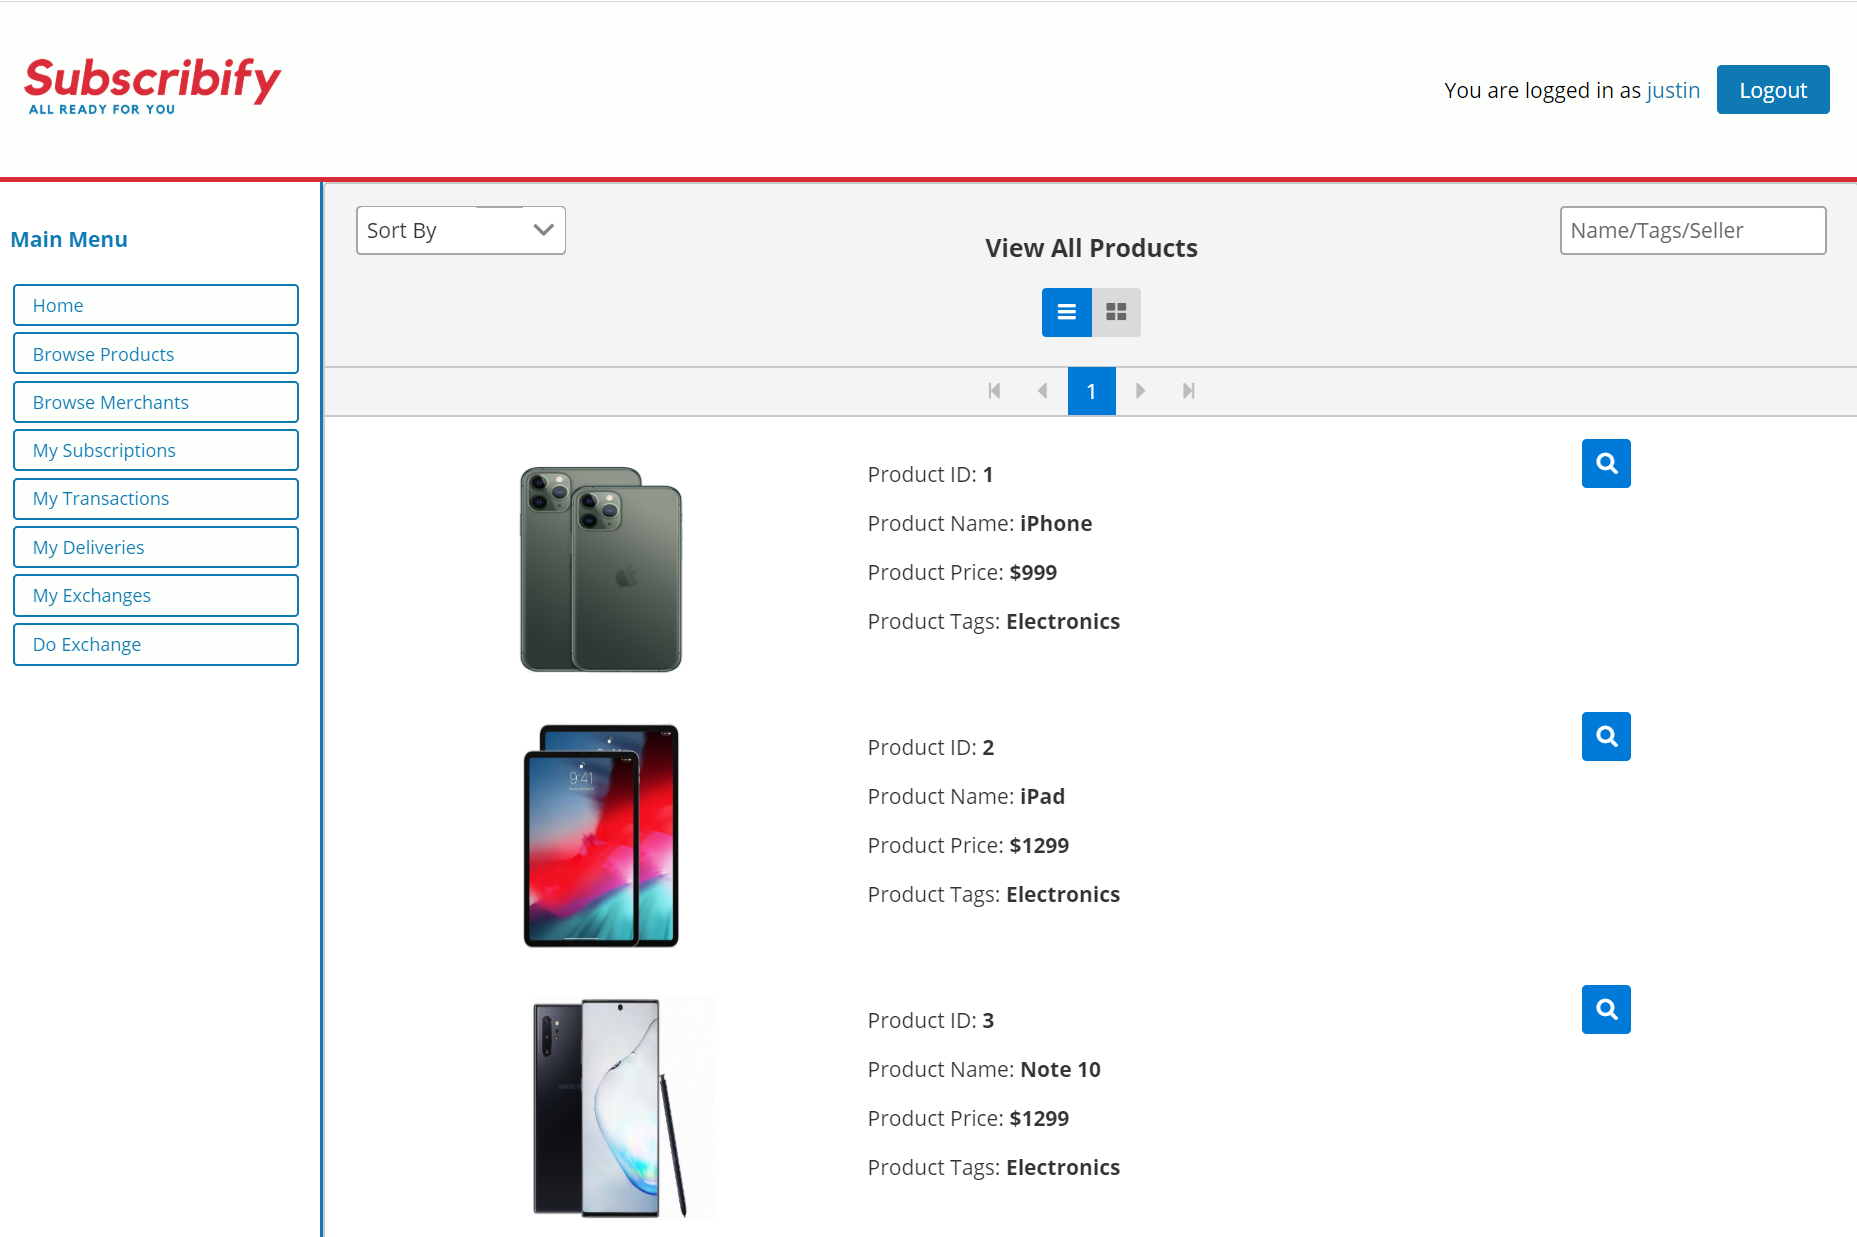 Subscribify
ALL READY FOR YOU
You are logged in as justin
Logout
Main Menu
Home
Browse Products
Browse Merchants
My Subscriptions
My Transactions
My Deliveries
My Exchanges
Do Exchange
Sort By
View All Products
Name/Tags/Seller
1
Product ID: 1
Product Name: iPhone
Product Price: $999
Product Tags: Electronics
9:41
Product ID: 2
Product Name: iPad
Product Price: $1299
Product Tags: Electronics
Product ID: 3
Product Name: Note 10
Product Price: $1299
Product Tags: Electronics